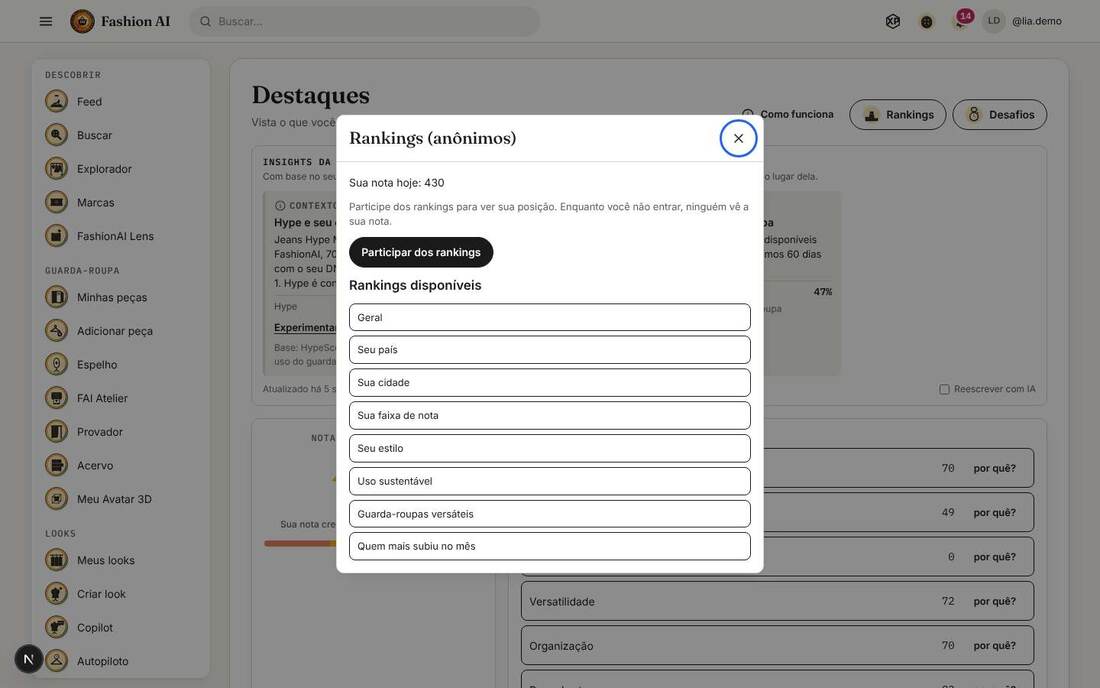 Fashion AI
Buscar...
XP
14
LD
@lia.demo
DESCOBRIR
Feed
Buscar
Explorador
Marcas
FashionAI Lens
GUARDA-ROUPA
Minhas peças
Adicionar peça
Espelho
FAI Atelier
Provador
Acervo
Meu Avatar 3D
LOOKS
Meus looks
Criar look
Copilot
Autopiloto
N
Destaques
Vista o que você
Como funciona
Rankings
Desafios
INSIGHTS DA
Com base no seu
o lugar dela.
CONTEXTO
Hype e seu
Jeans Hype
FashionAI, 70
com o seu DN
1. Hype é con
Hype
Experimentar
Base: HypeSco
uso do guarda
disponíveis
mos 60 dias
47%
Atualizado há 5 s
Reescrever com IA
Rankings (anônimos)
Sua nota hoje: 430
Participe dos rankings para ver sua posição. Enquanto você não entrar, ninguém vê a
sua nota.
Participar dos rankings
Rankings disponíveis
Geral
Seu país
Sua cidade
Sua faixa de nota
Seu estilo
Uso sustentável
Guarda-roupas versáteis
Quem mais subiu no mês
NOTA
Sua nota cre
70 por quê?
49 por quê?
0 por quê?
Versatilidade 72 por quê?
Organização 70 por quê?